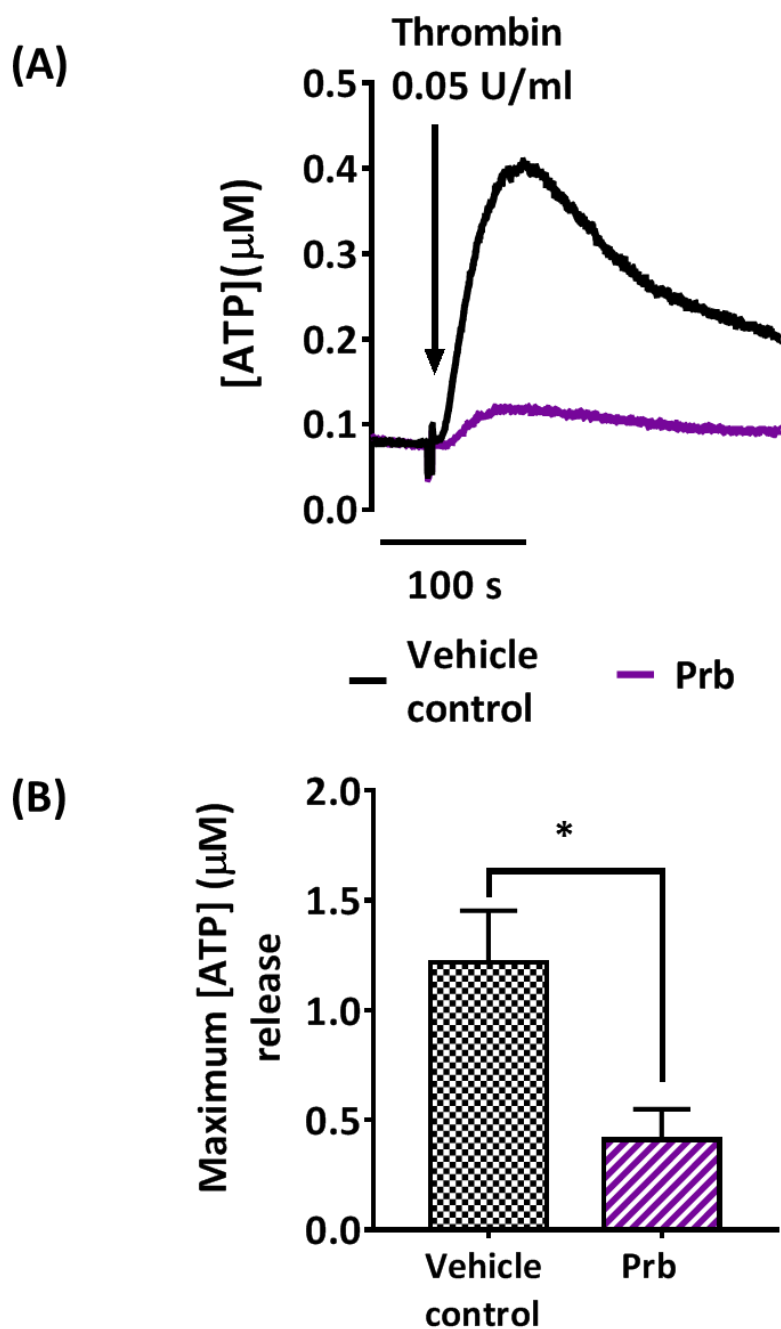 (A)
Thrombin
0.05 U/ml
[ATP](μM)
0.5
0.4
0.3
0.2
0.1
0.0
100 s
Vehicle
control
Prb
(B)
Maximum [ATP] (μM)
release
2.0
1.5
1.0
0.5
0.0
*
Vehicle
control
Prb